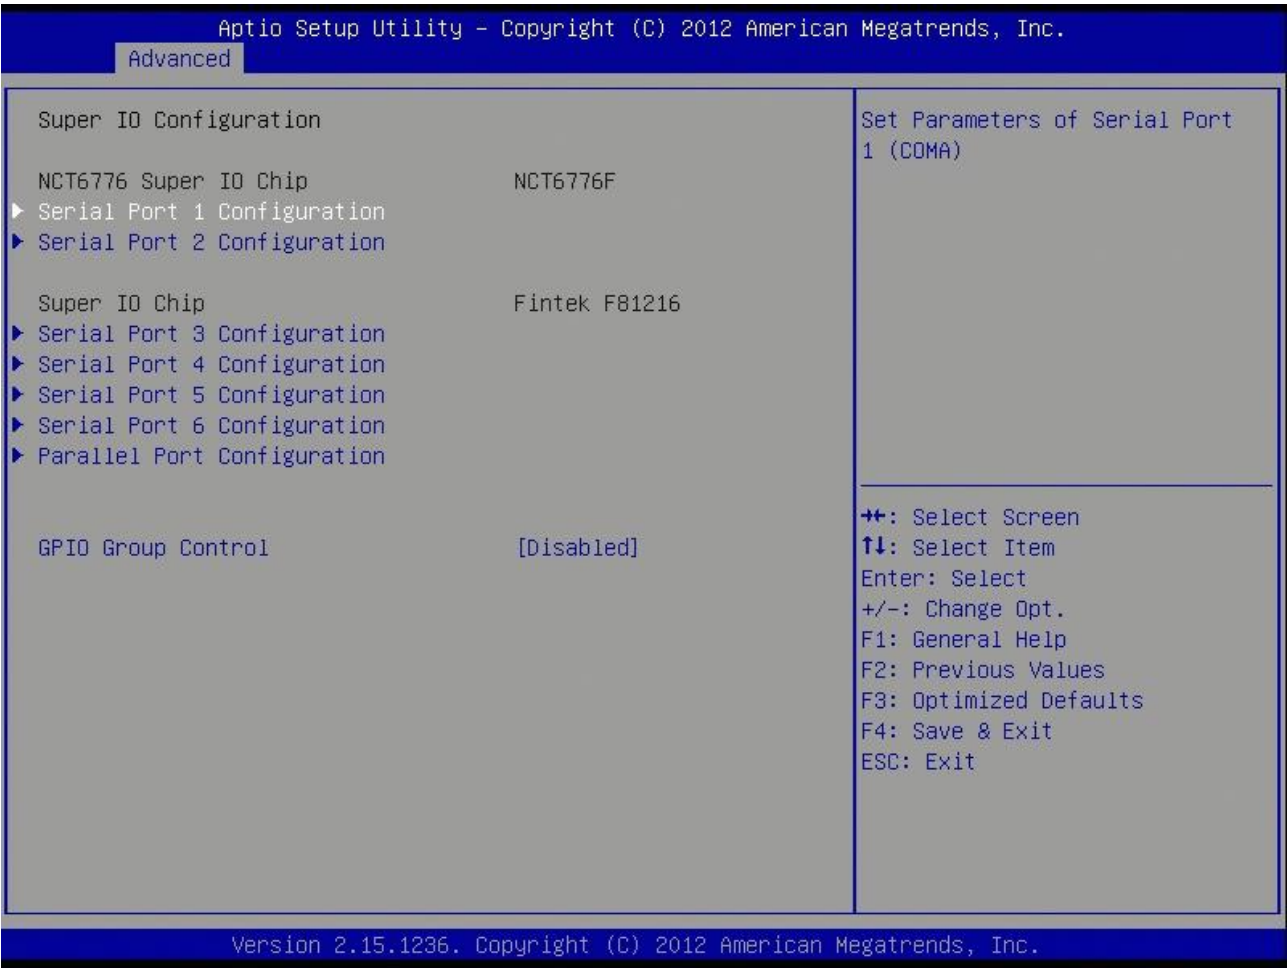 Aptio Setup Utility – Copyright (C) 2012 American Megatrends, Inc.
Advanced
Super IO Configuration
NCT6776 Super IO Chip NCT6776F
Serial Port 1 Configuration
Serial Port 2 Configuration
Super IO Chip Fintek F81216
Serial Port 3 Configuration
Serial Port 4 Configuration
Serial Port 5 Configuration
Serial Port 6 Configuration
Parallel Port Configuration
GPIO Group Control [Disabled]
Set Parameters of Serial Port
1 (COMA)
→←: Select Screen
↑↓: Select Item
Enter: Select
+/-: Change Opt.
F1: General Help
F2: Previous Values
F3: Optimized Defaults
F4: Save & Exit
ESC: Exit
Version 2.15.1236. Copyright (C) 2012 American Megatrends, Inc.